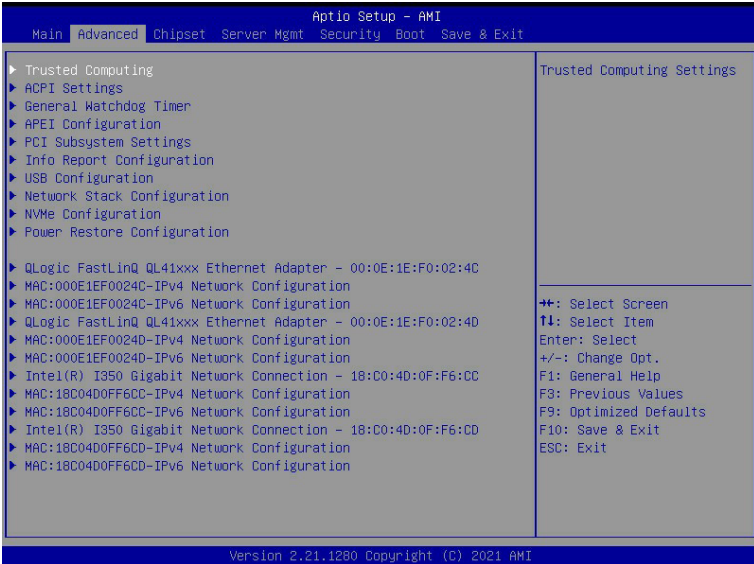 Aptio Setup – AMI
Main Advanced Chipset Server Mgmt Security Boot Save & Exit
Trusted Computing
ACPI Settings
General Watchdog Timer
APEI Configuration
PCI Subsystem Settings
Info Report Configuration
USB Configuration
Network Stack Configuration
NVMe Configuration
Power Restore Configuration
QLogic FastLinQ QL41xxx Ethernet Adapter – 00:0E:1E:F0:02:4C
MAC:000E1EF0024C-IPv4 Network Configuration
MAC:000E1EF0024C-IPv6 Network Configuration
QLogic FastLinQ QL41xxx Ethernet Adapter – 00:0E:1E:F0:02:4D
MAC:000E1EF0024D-IPv4 Network Configuration
MAC:000E1EF0024D-IPv6 Network Configuration
Intel(R) I350 Gigabit Network Connection – 18:C0:4D:0F:F6:CC
MAC:18C04D0FF6CC-IPv4 Network Configuration
MAC:18C04D0FF6CC-IPv6 Network Configuration
Intel(R) I350 Gigabit Network Connection – 18:C0:4D:0F:F6:CD
MAC:18C04D0FF6CD-IPv4 Network Configuration
MAC:18C04D0FF6CD-IPv6 Network Configuration
Trusted Computing Settings
→←: Select Screen
↑↓: Select Item
Enter: Select
+/-: Change Opt.
F1: General Help
F3: Previous Values
F9: Optimized Defaults
F10: Save & Exit
ESC: Exit
Version 2.21.1280 Copyright (C) 2021 AMI